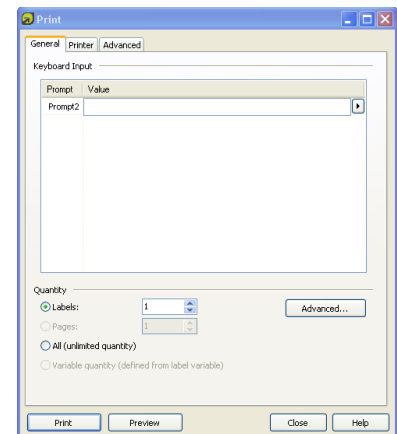 Print
General Printer Advanced
Keyboard Input
Prompt Value
Prompt2
Quantity
Labels: 1
Advanced...
Pages: 1
All (unlimited quantity)
Variable quantity (defined from label variable)
Print Preview Close Help